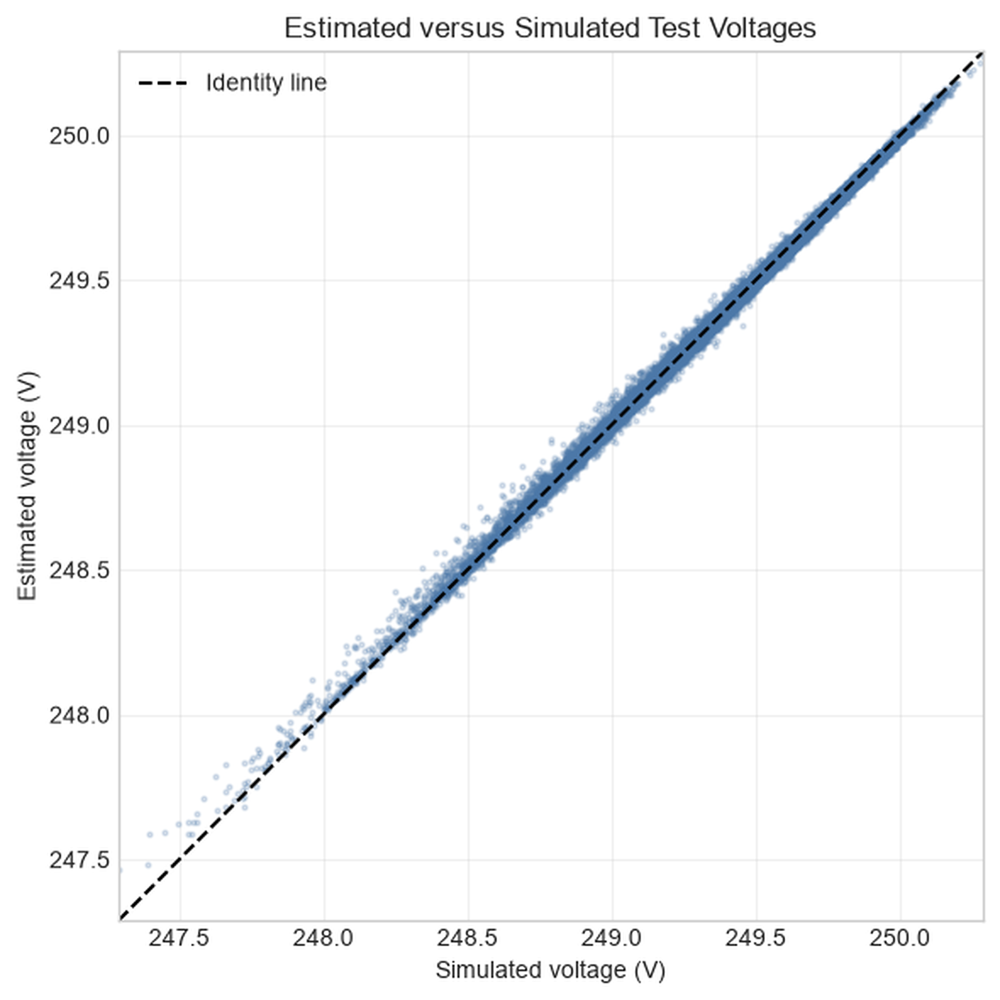 Estimated versus Simulated Test Voltages
Identity line
250.0
249.5
249.0
248.5
248.0
247.5
Estimated voltage (V)
247.5 248.0 248.5 249.0 249.5 250.0
Simulated voltage (V)